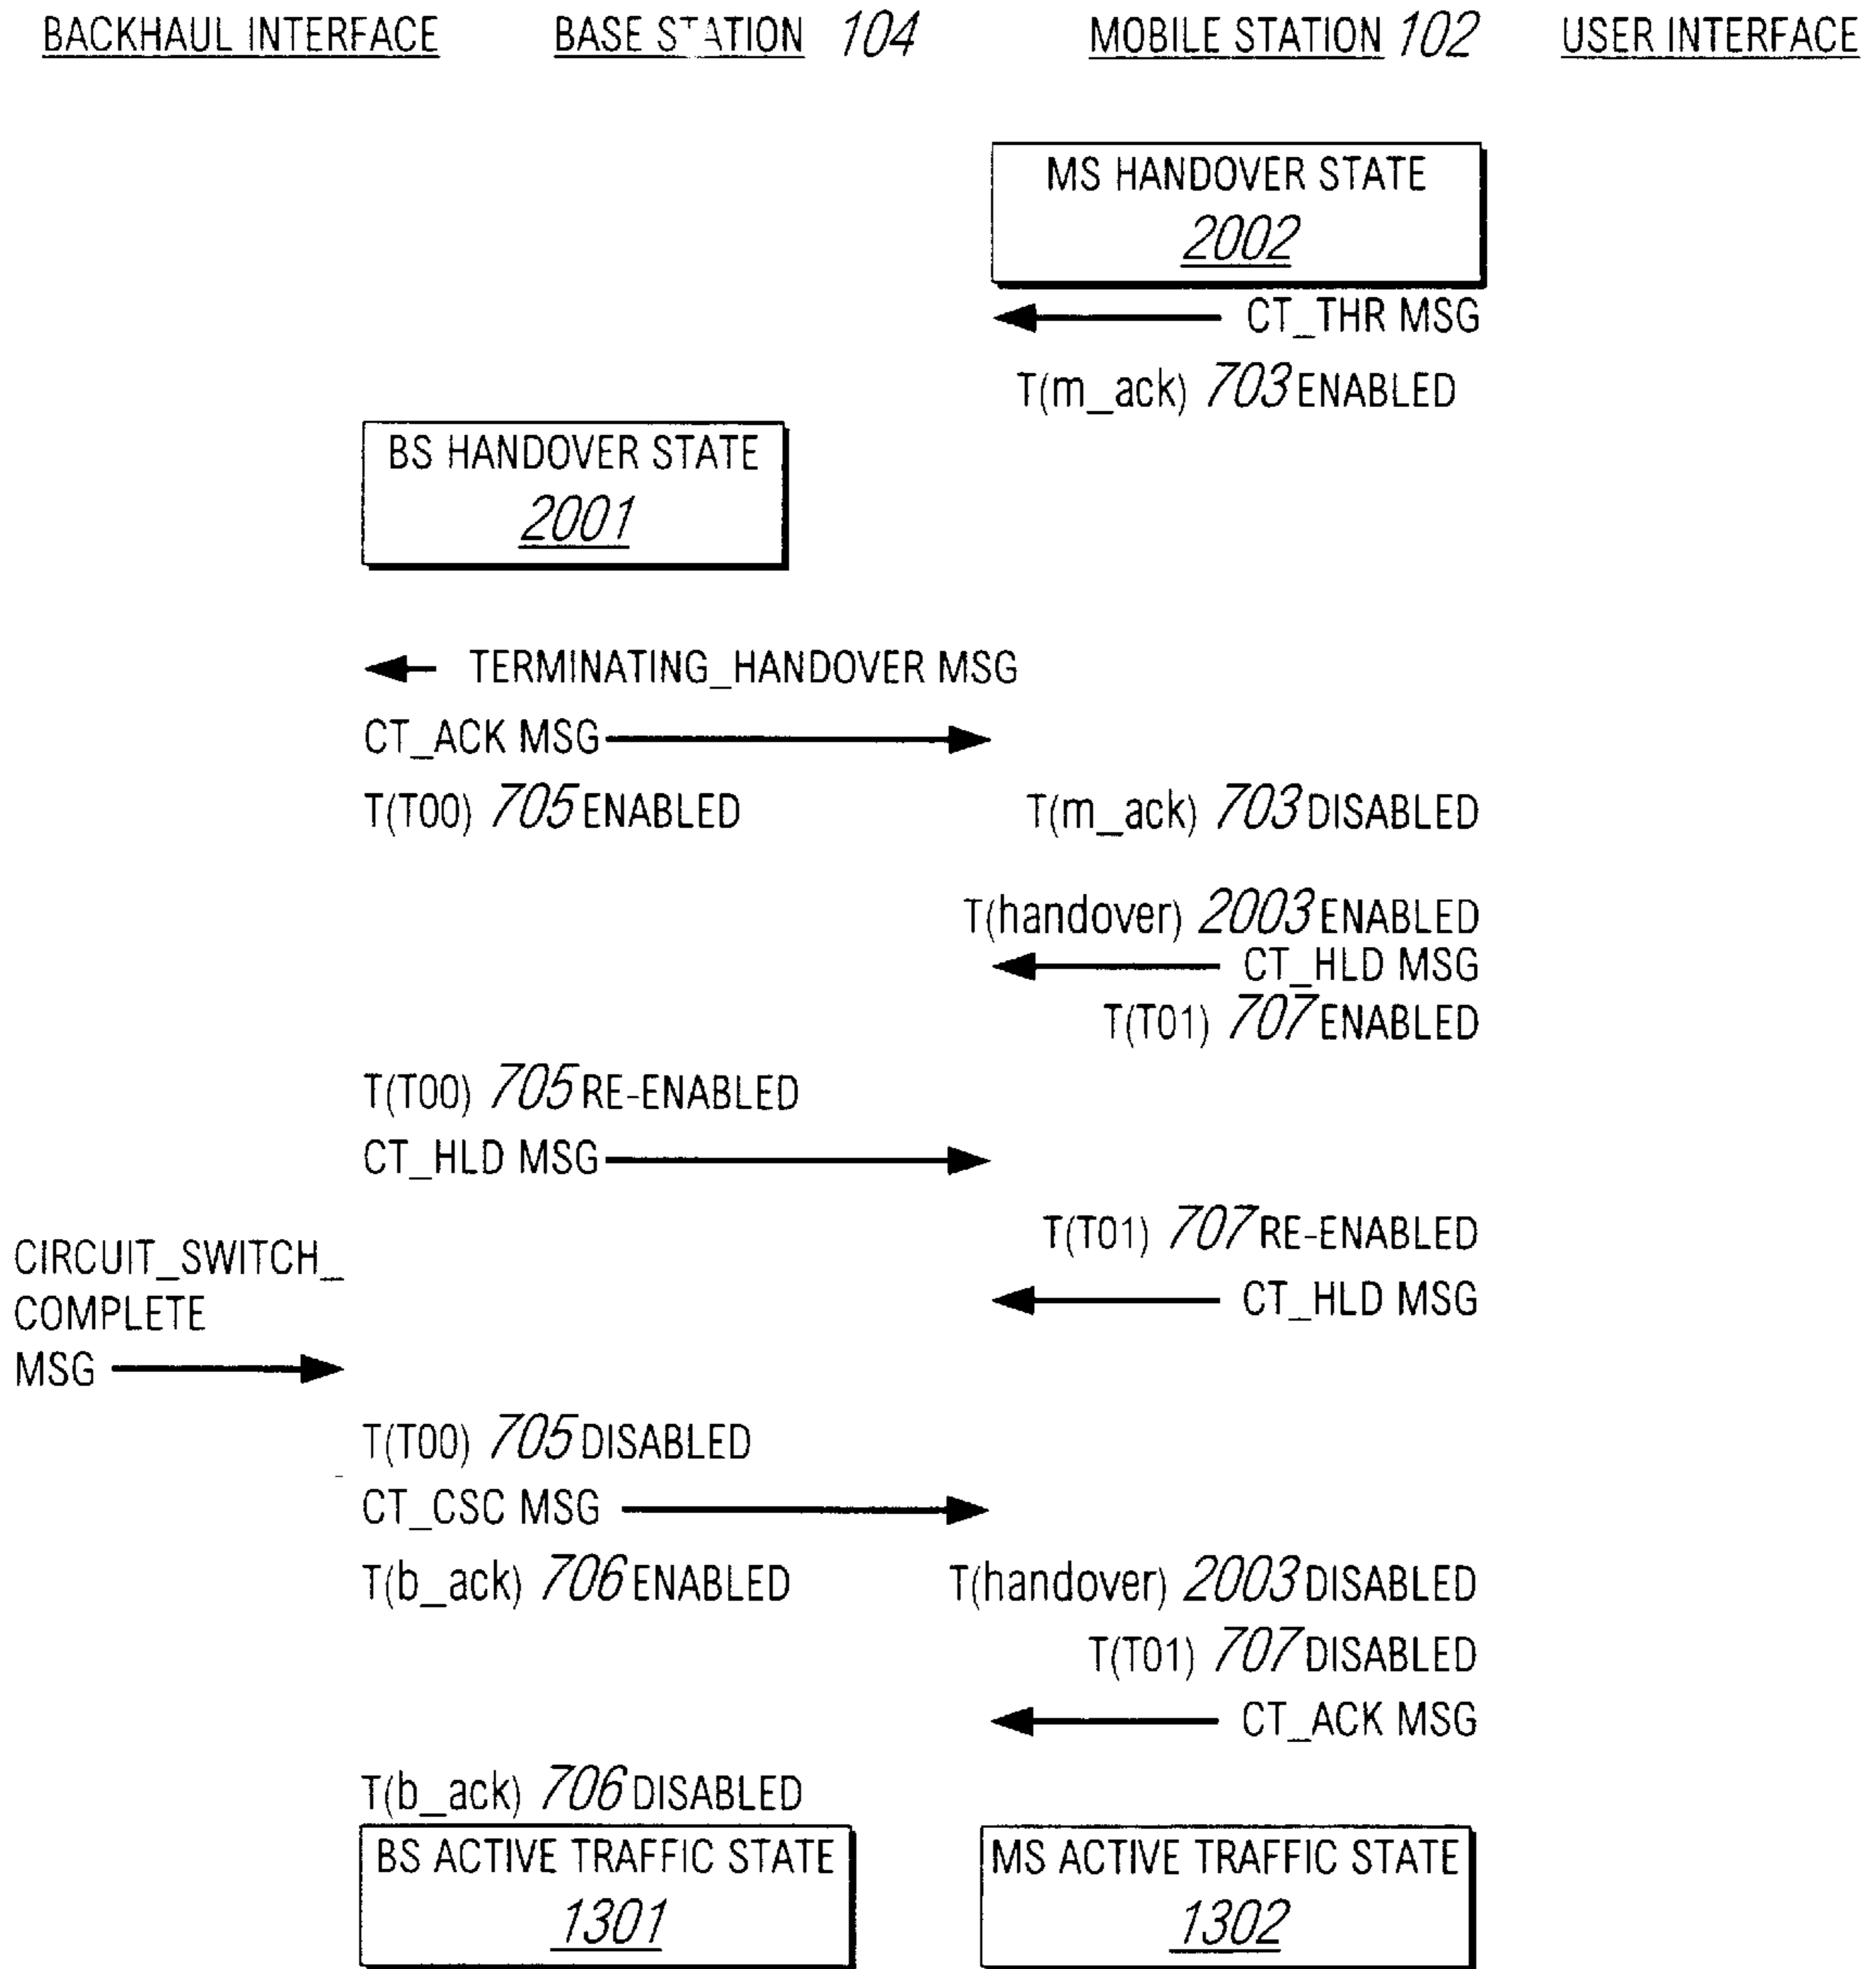 BACKHAUL INTERFACE BASE STATION 104 MOBILE STATION 102 USER INTERFACE
MS HANDOVER STATE
2002
CT_THR MSG
T(m_ack) 703 ENABLED
BS HANDOVER STATE
2001
TERMINATING_HANDOVER MSG
CT_ACK MSG
T(T00) 705 ENABLED T(m_ack) 703 DISABLED
T(handover) 2003 ENABLED
CT_HLD MSG
T(T01) 707 ENABLED
T(T00) 705 RE-ENABLED
CT_HLD MSG
T(T01) 707 RE-ENABLED
CIRCUIT_SWITCH_
COMPLETE
MSG
CT_HLD MSG
T(T00) 705 DISABLED
CT_CSC MSG
T(b_ack) 706 ENABLED T(handover) 2003 DISABLED
T(T01) 707 DISABLED
CT_ACK MSG
T(b_ack) 706 DISABLED
BS ACTIVE TRAFFIC STATE
1301
MS ACTIVE TRAFFIC STATE
1302